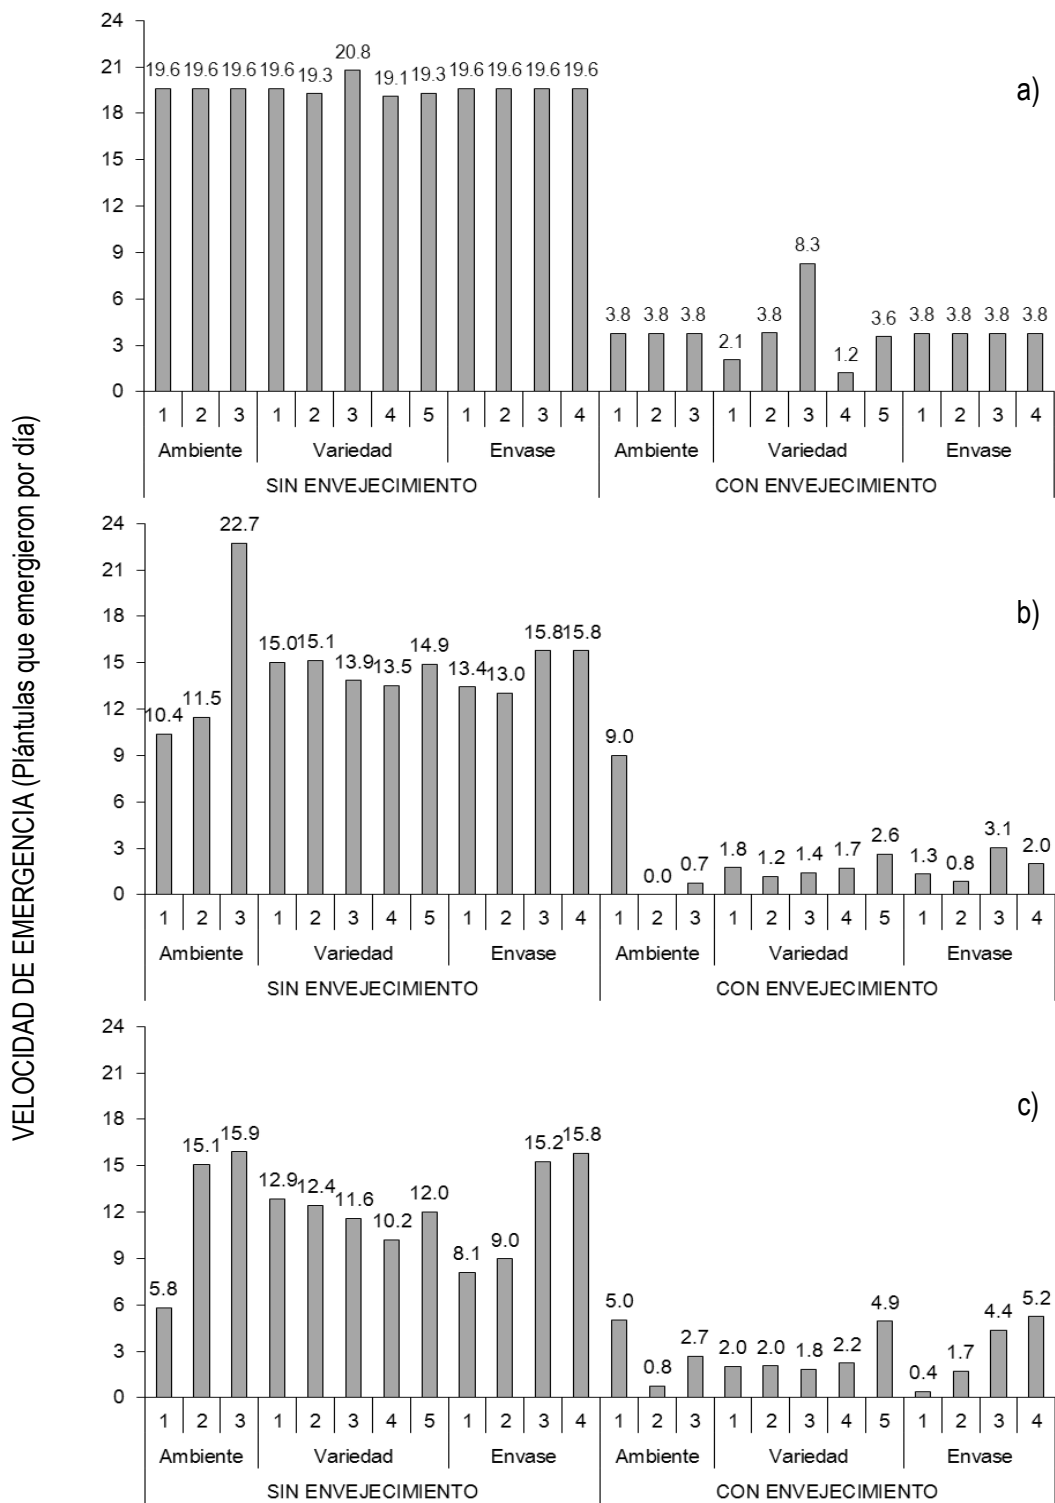 VELOCIDAD DE EMERGENCIA (Plántulas que emergieron por día)
a)
24
21
18
15
12
9
6
3
0
19.6 19.6 19.6 19.6 19.3 20.8 19.1 19.3 19.6 19.6 19.6 19.6 3.8 3.8 3.8 2.1 3.8 8.3 1.2 3.6 3.8 3.8 3.8 3.8
1 2 3 1 2 3 4 5 1 2 3 4 1 2 3 1 2 3 4 5 1 2 3 4
Ambiente Variedad Envase Ambiente Variedad Envase
SIN ENVEJECIMIENTO CON ENVEJECIMIENTO
b)
24
21
18
15
12
9
6
3
0
10.4 11.5 22.7 15.0 15.1 13.9 13.5 14.9 13.4 13.0 15.8 15.8 9.0 0.0 0.7 1.8 1.2 1.4 1.7 2.6 1.3 0.8 3.1 2.0
1 2 3 1 2 3 4 5 1 2 3 4 1 2 3 1 2 3 4 5 1 2 3 4
Ambiente Variedad Envase Ambiente Variedad Envase
SIN ENVEJECIMIENTO CON ENVEJECIMIENTO
c)
24
21
18
15
12
9
6
3
0
5.8 15.1 15.9 12.9 12.4 11.6 10.2 12.0 8.1 9.0 15.2 15.8 5.0 0.8 2.7 2.0 2.0 1.8 2.2 4.9 0.4 1.7 4.4 5.2
1 2 3 1 2 3 4 5 1 2 3 4 1 2 3 1 2 3 4 5 1 2 3 4
Ambiente Variedad Envase Ambiente Variedad Envase
SIN ENVEJECIMIENTO CON ENVEJECIMIENTO